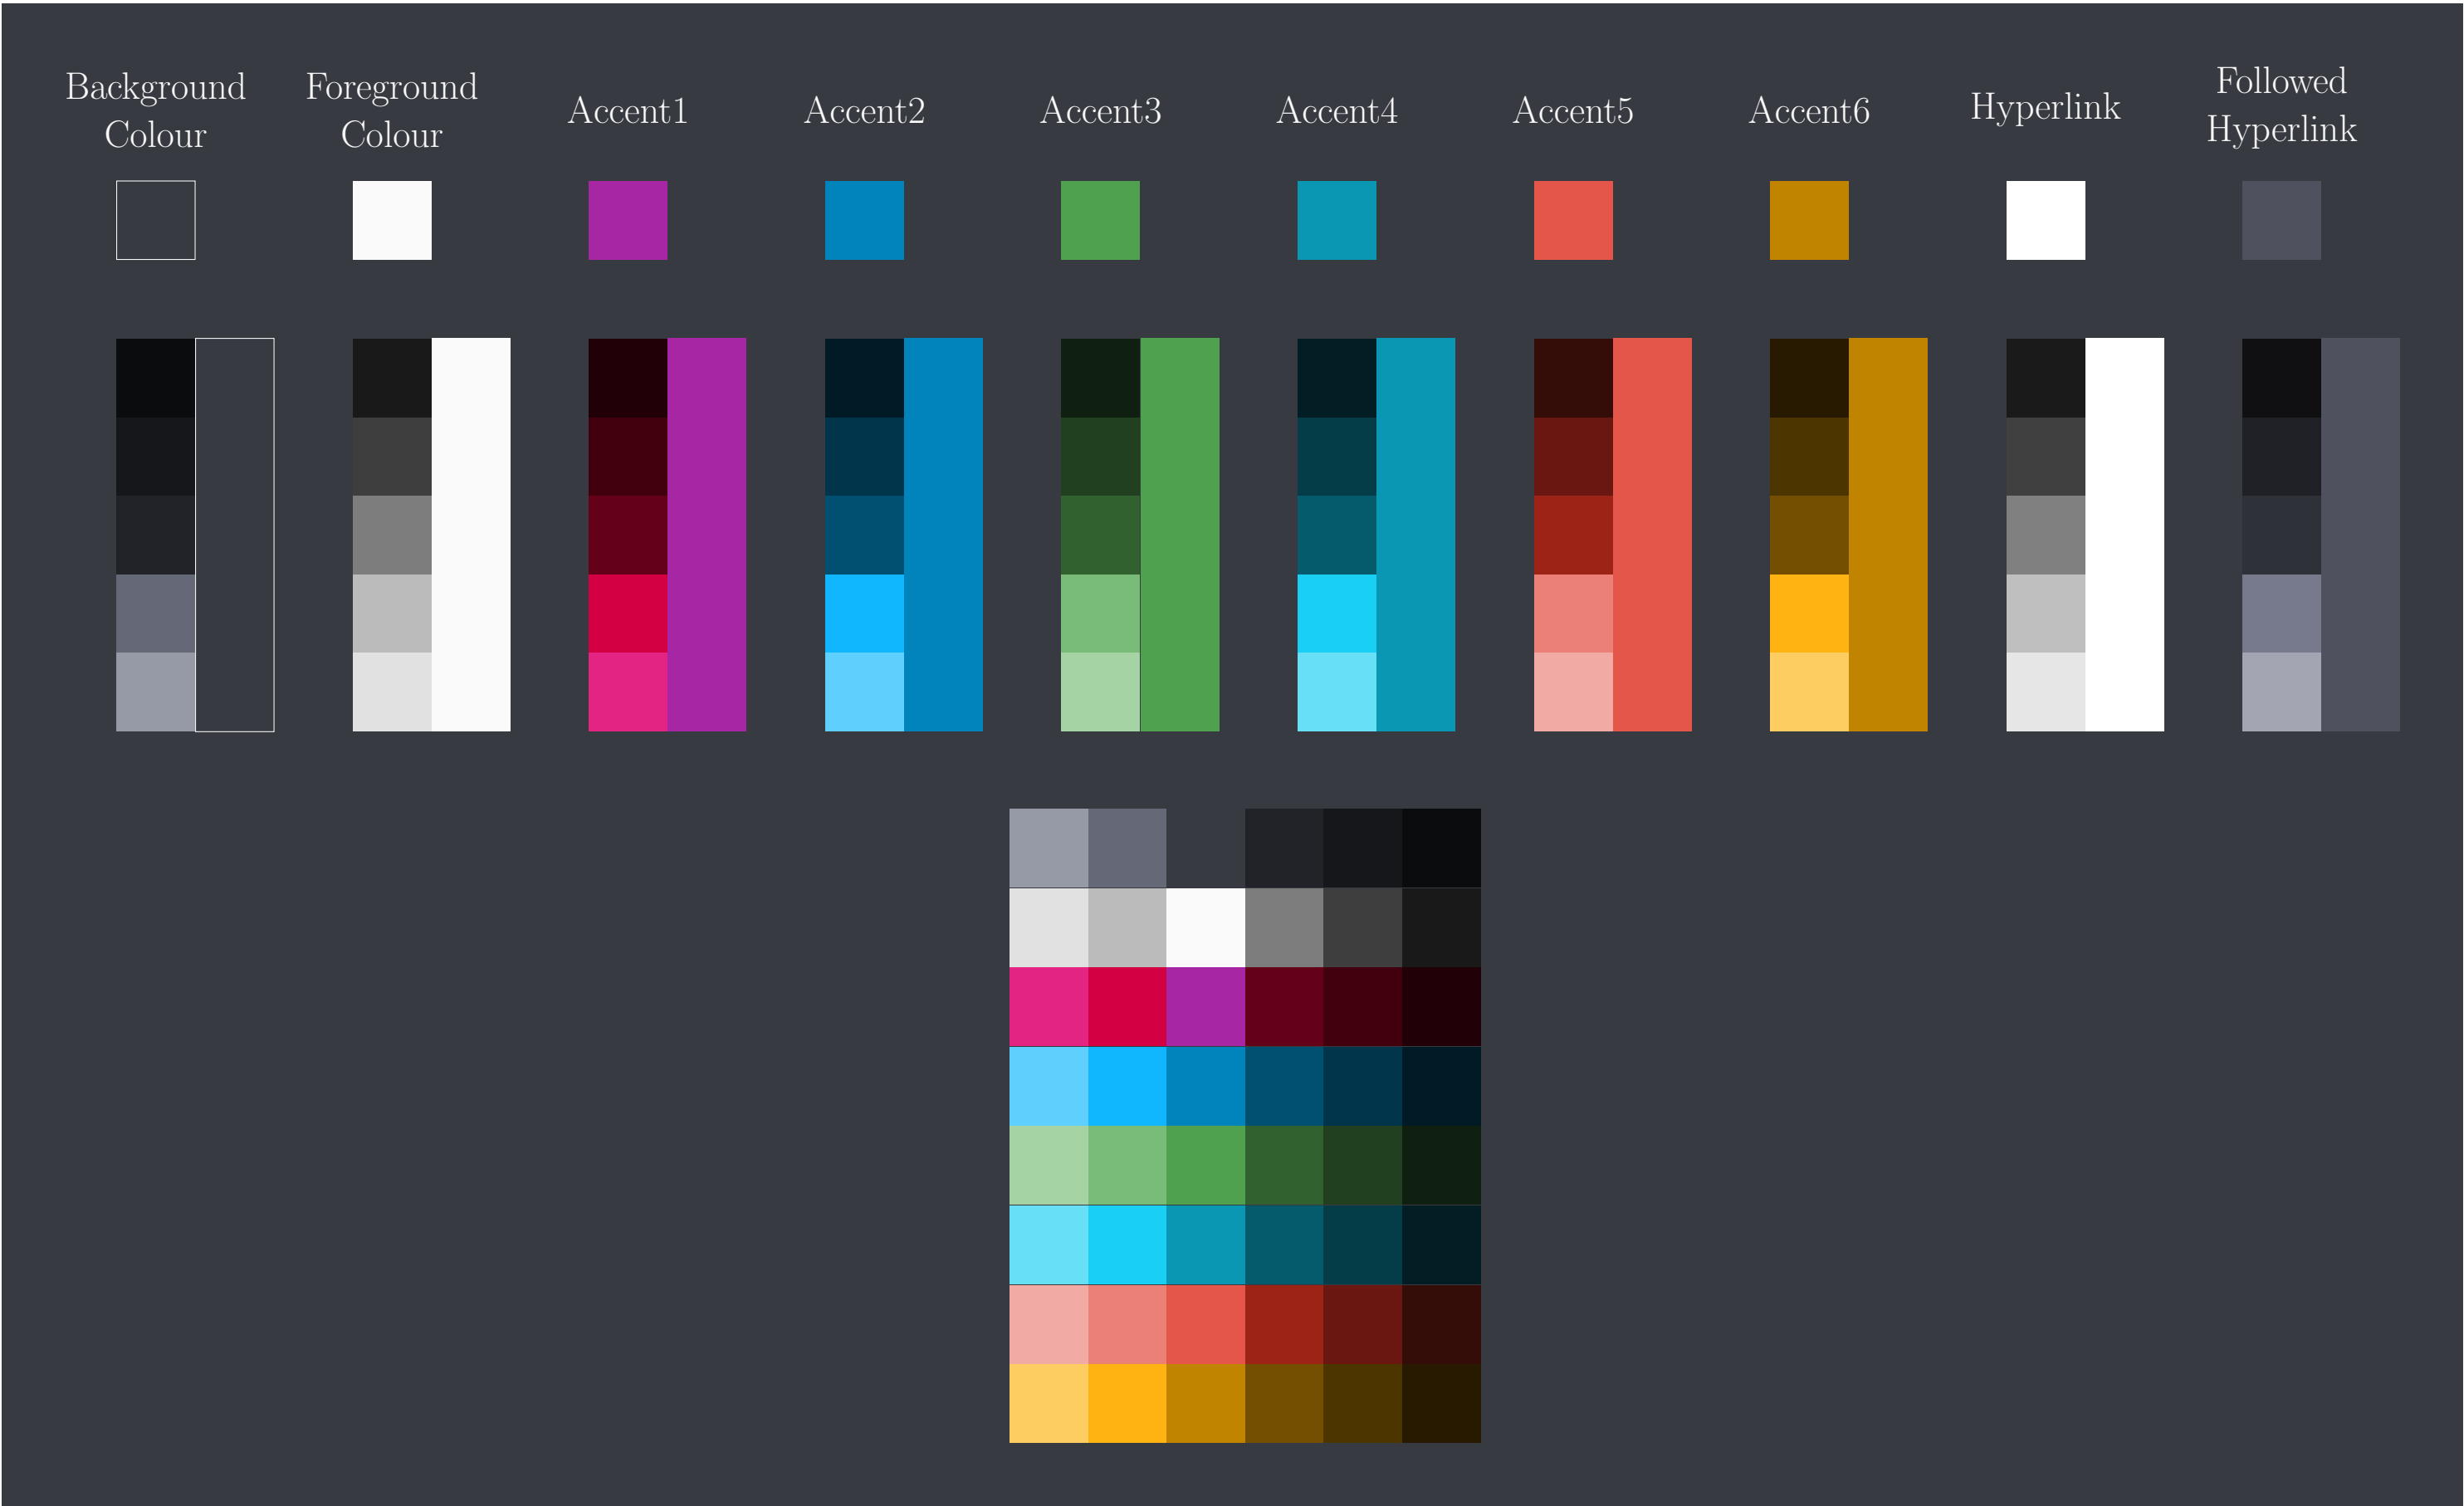 Background
Colour
Foreground
Colour
Accent1
Accent2
Accent3
Accent4
Accent5
Accent6
Hyperlink
Followed
Hyperlink